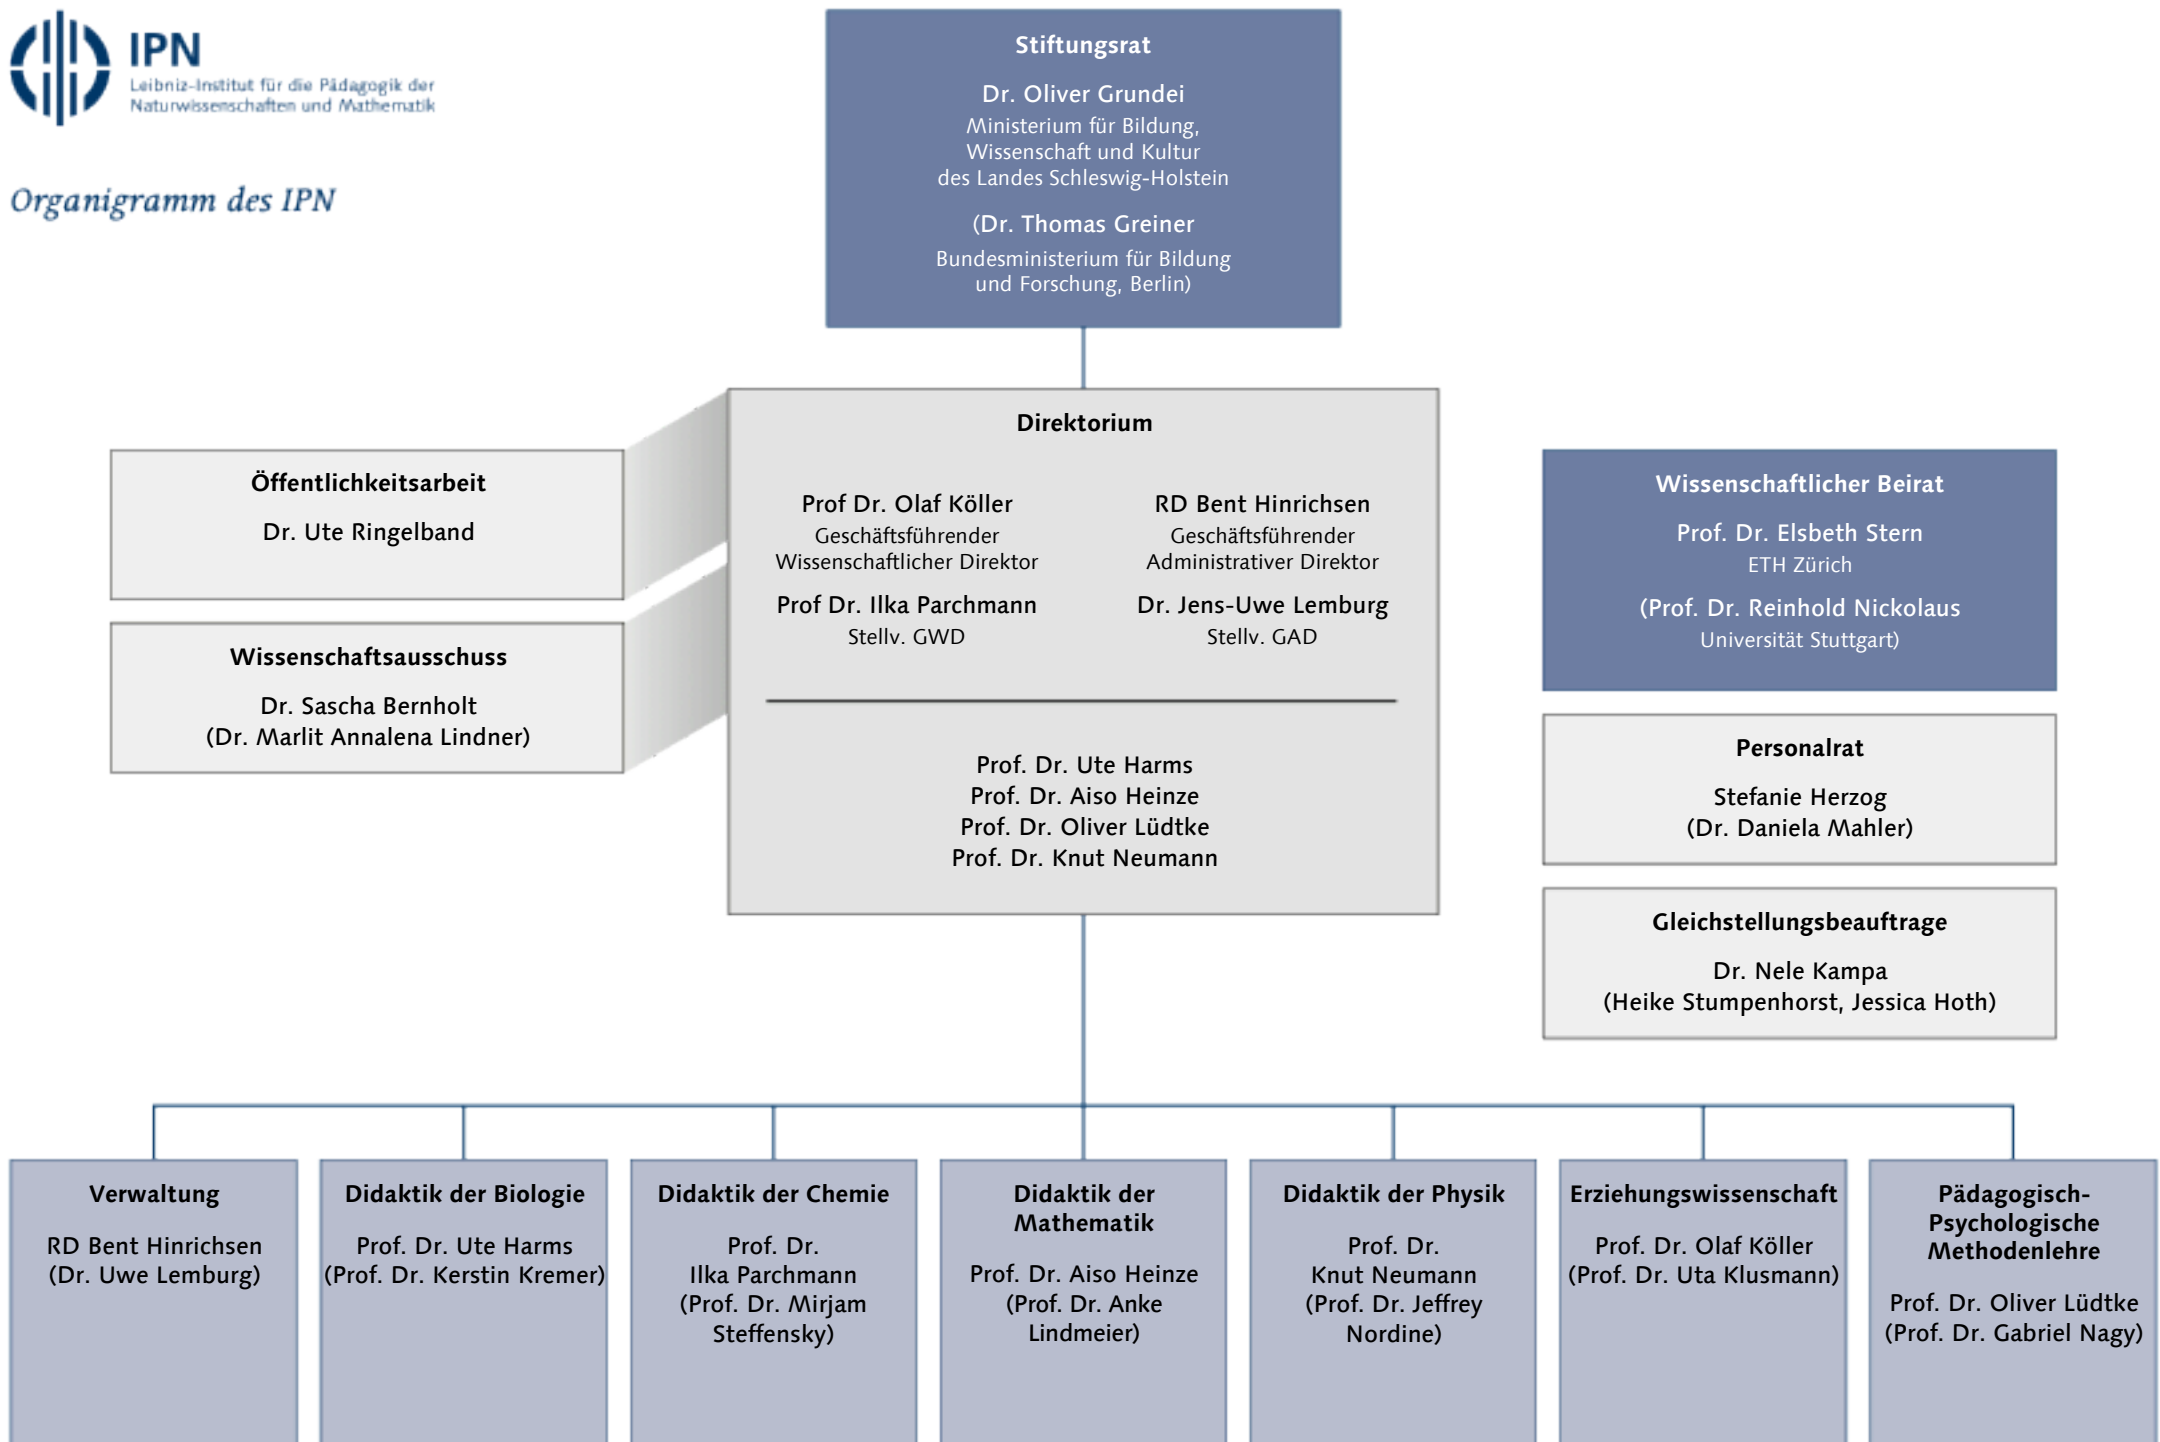 IPN
Leibniz-Institut für die Pädagogik der
Naturwissenschaften und Mathematik
Organigramm des IPN
Stiftungsrat
Dr. Oliver Grundei
Ministerium für Bildung,
Wissenschaft und Kultur
des Landes Schleswig-Holstein
(Dr. Thomas Greiner
Bundesministerium für Bildung
und Forschung, Berlin)
Direktorium
Prof Dr. Olaf Köller
Geschäftsführender
Wissenschaftlicher Direktor
Prof Dr. Ilka Parchmann
Stellv. GWD
RD Bent Hinrichsen
Geschäftsführender
Administrativer Direktor
Dr. Jens-Uwe Lemburg
Stellv. GAD
Prof. Dr. Ute Harms
Prof. Dr. Aiso Heinze
Prof. Dr. Oliver Lüdtke
Prof. Dr. Knut Neumann
Öffentlichkeitsarbeit
Dr. Ute Ringelband
Wissenschaftsausschuss
Dr. Sascha Bernholt
(Dr. Marlit Annalena Lindner)
Wissenschaftlicher Beirat
Prof. Dr. Elsbeth Stern
ETH Zürich
(Prof. Dr. Reinhold Nickolaus
Universität Stuttgart)
Personalrat
Stefanie Herzog
(Dr. Daniela Mahler)
Gleichstellungsbeauftrage
Dr. Nele Kampa
(Heike Stumpenhorst, Jessica Hoth)
Verwaltung
RD Bent Hinrichsen
(Dr. Uwe Lemburg)
Didaktik der Biologie
Prof. Dr. Ute Harms
(Prof. Dr. Kerstin Kremer)
Didaktik der Chemie
Prof. Dr.
Ilka Parchmann
(Prof. Dr. Mirjam
Steffensky)
Didaktik der
Mathematik
Prof. Dr. Aiso Heinze
(Prof. Dr. Anke
Lindmeier)
Didaktik der Physik
Prof. Dr.
Knut Neumann
(Prof. Dr. Jeffrey
Nordine)
Erziehungswissenschaft
Prof. Dr. Olaf Köller
(Prof. Dr. Uta Klusmann)
Pädagogisch-
Psychologische
Methodenlehre
Prof. Dr. Oliver Lüdtke
(Prof. Dr. Gabriel Nagy)